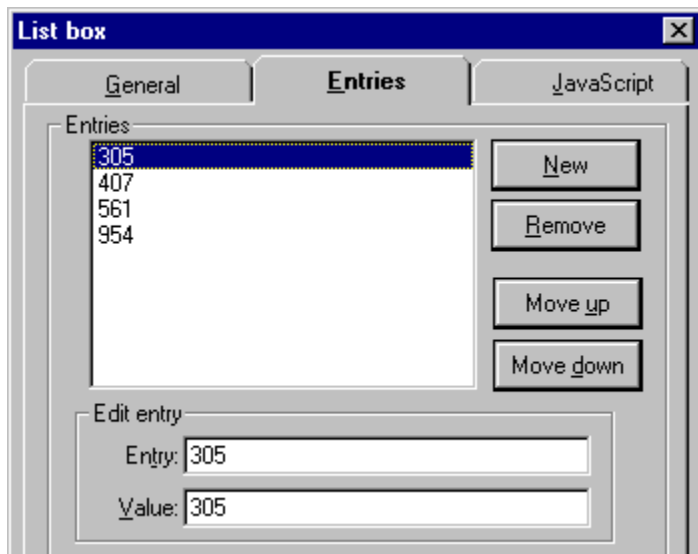 List box
General Entries JavaScript
Entries
305
407
561
954
New
Remove
Move up
Move down
Edit entry
Entry: 305
Value: 305